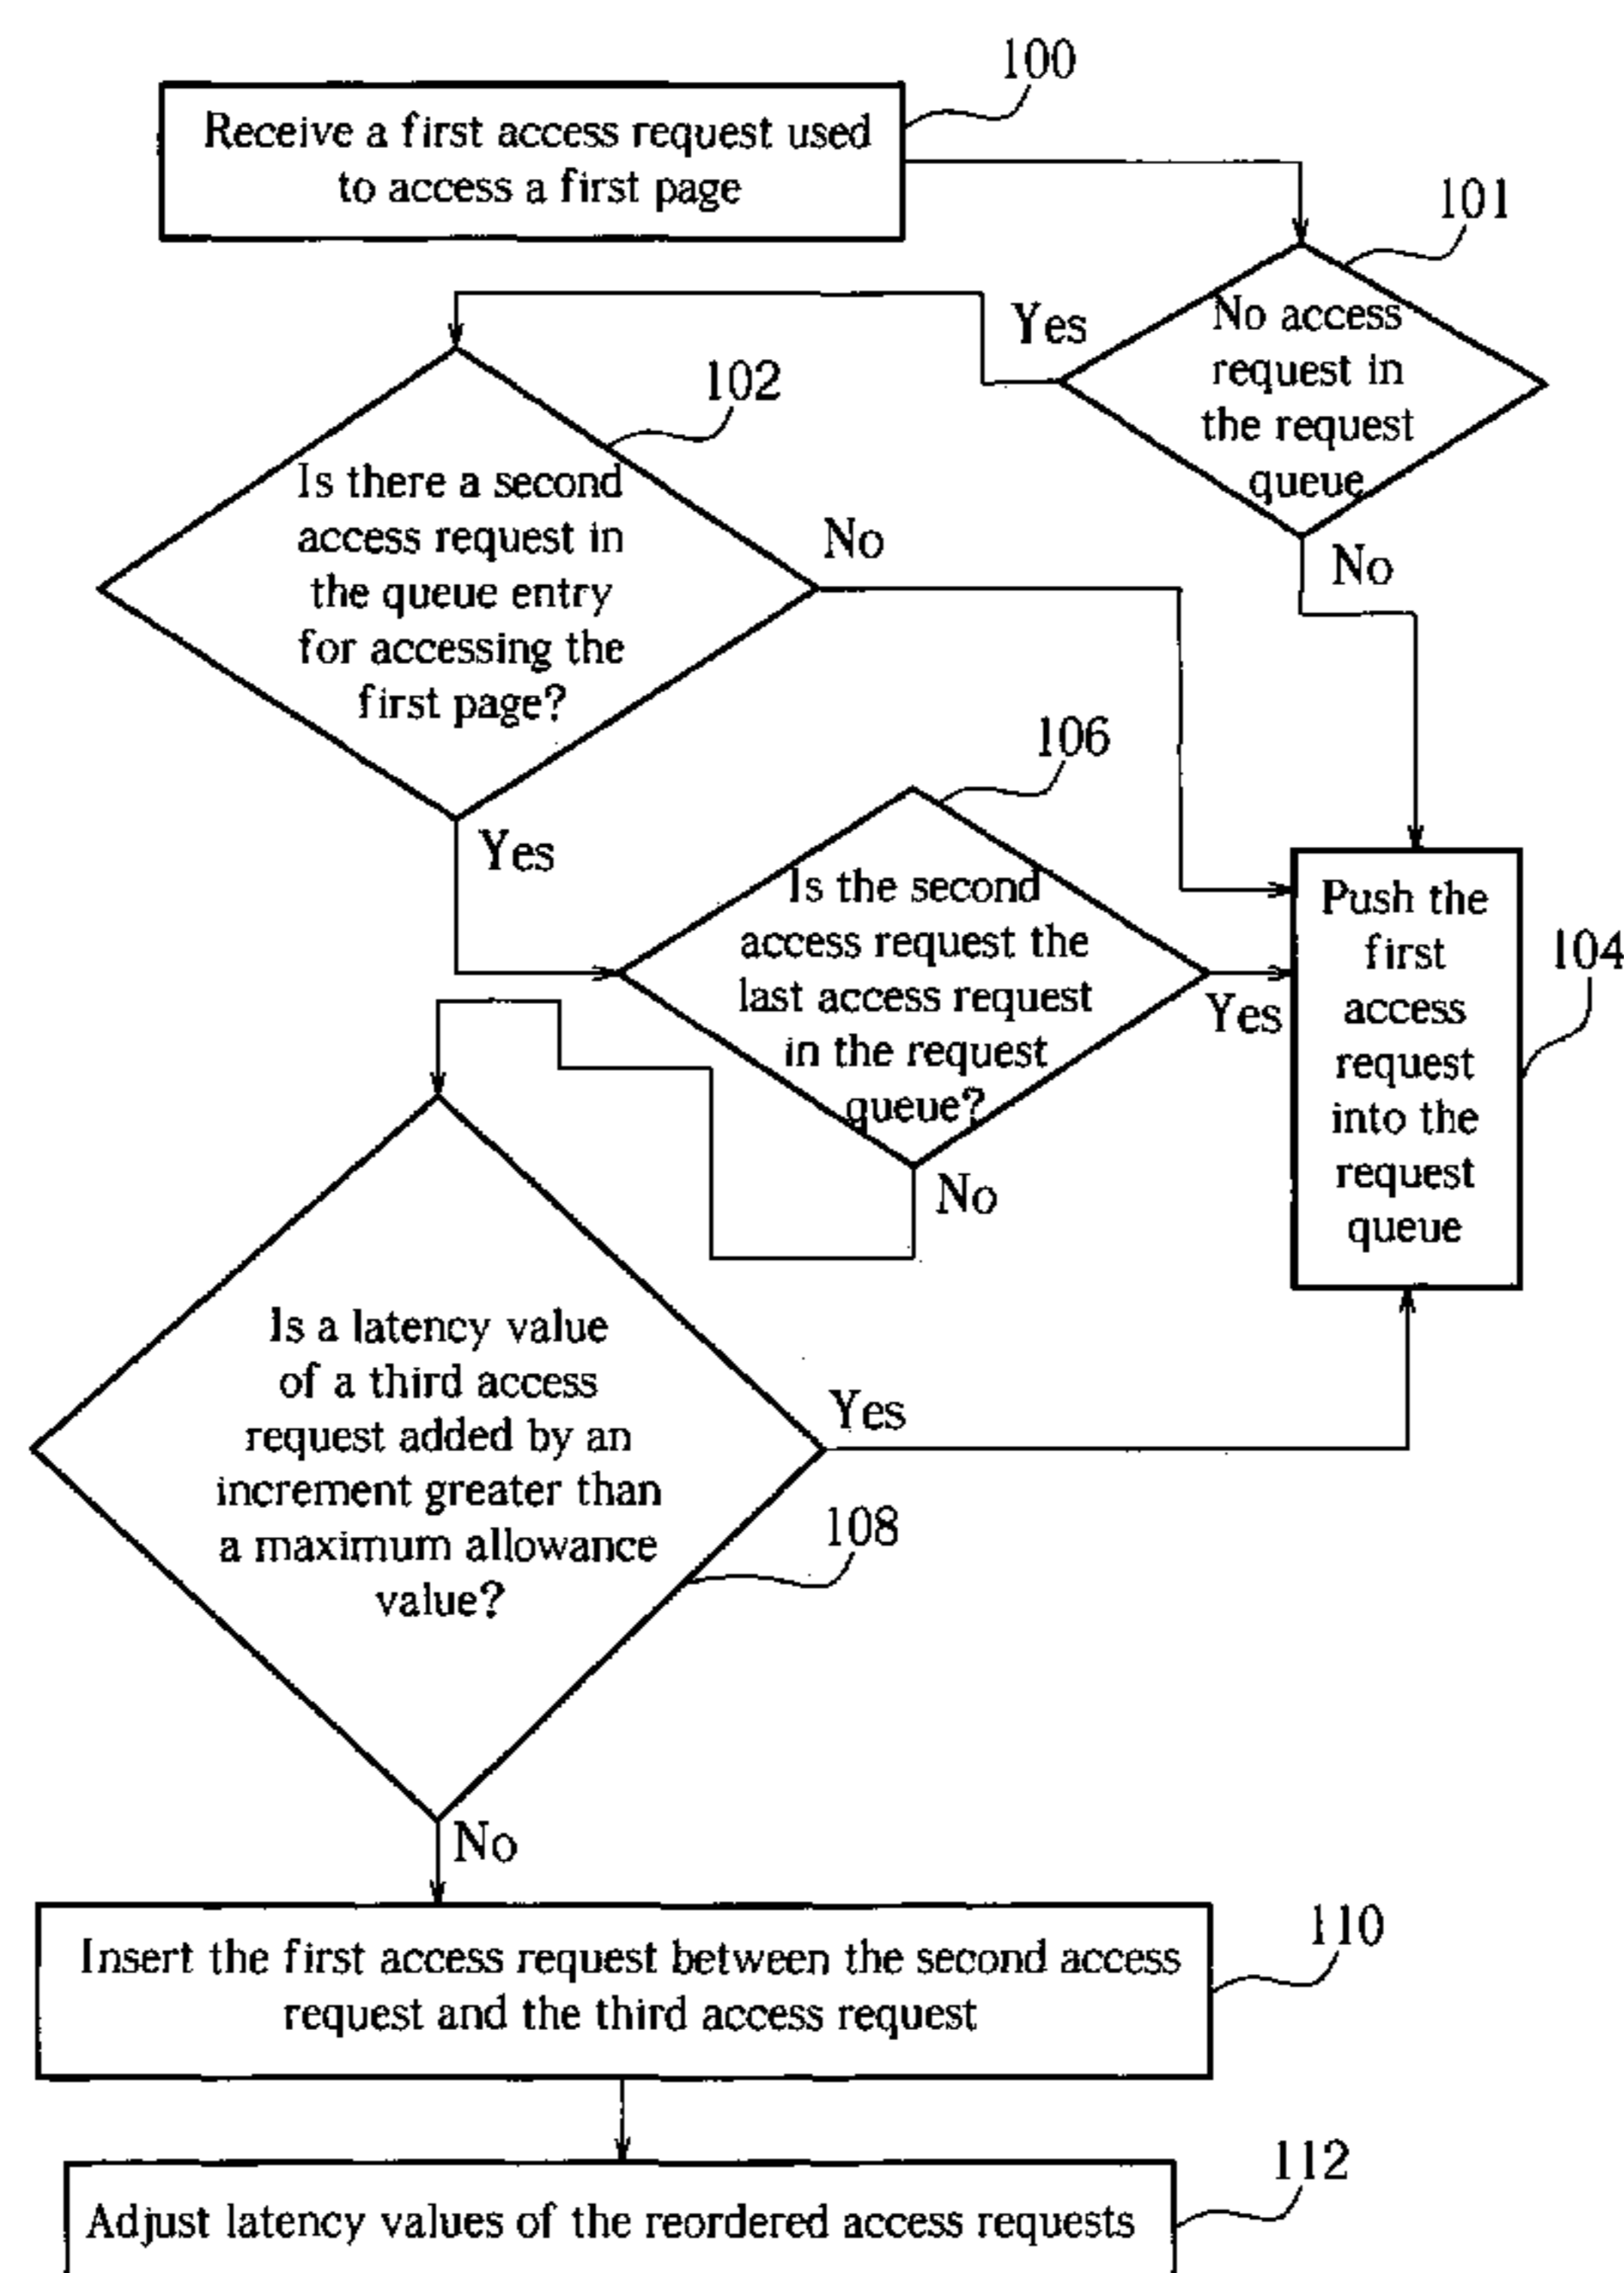 100
Receive a first access request used
to access a first page
101
No access
request in
the request
queue
Yes
No
102
Is there a second
access request in
the queue entry
for accessing the
first page?
No
Yes
106
Is the second
access request the
last access request
in the request
queue?
Yes
No
Push the
first
access
request
into the
request
queue
104
Is a latency value
of a third access
request added by an
increment greater than
a maximum allowance
value?
Yes
108
No
Insert the first access request between the second access
request and the third access request
110
Adjust latency values of the reordered access requests
112